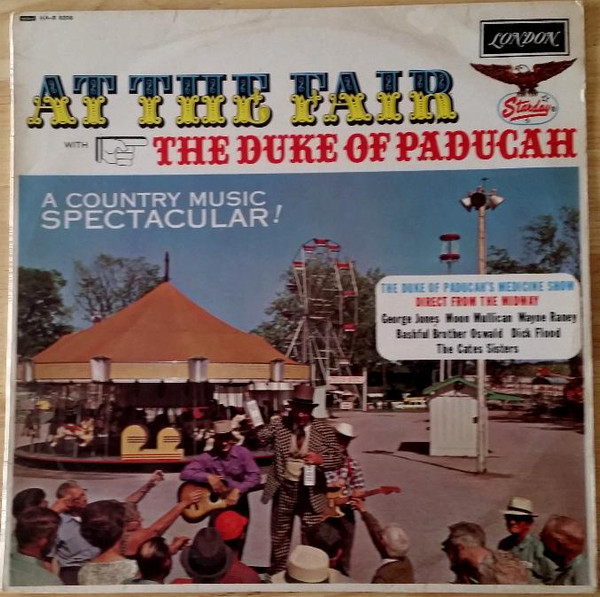 LONDON
AT THE FAIR
Starday
WITH THE DUKE OF PADUCAH
A COUNTRY MUSIC
SPECTACULAR!
THE DUKE OF PADUCAH'S MEDICINE SHOW
DIRECT FROM THE MIDWAY
George Jones Moon Mullican Wayne Raney
Bashful Brother Oswald Dick Flood
The Cates Sisters